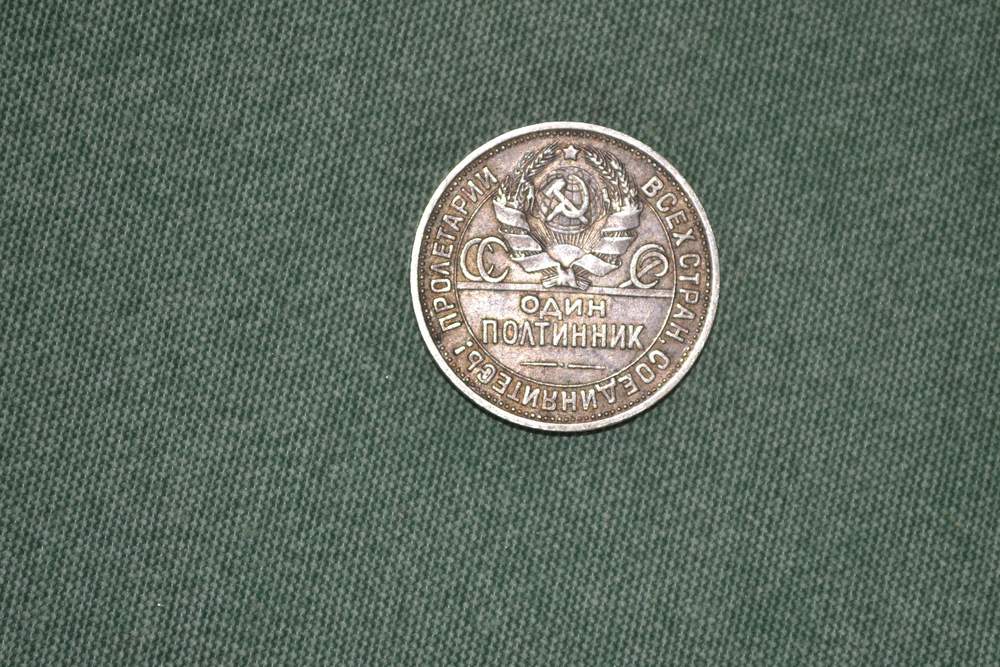 ПРОЛЕТАРИИ ВСЕХ СТРАН, СОЕДИНЯЙТЕСЬ!
СС СР
ОДИН
ПОЛТИННИК